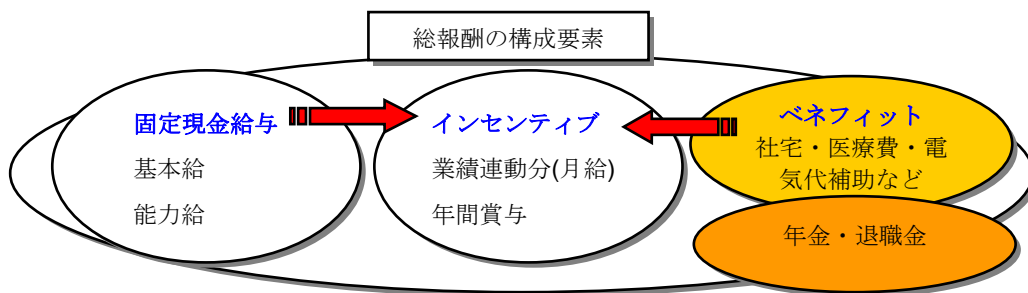 総報酬の構成要素
固定現金給与
基本給
能力給
インセンティブ
業績連動分(月給)
年間賞与
ベネフィット
社宅・医療費・電
気代補助など
年金・退職金